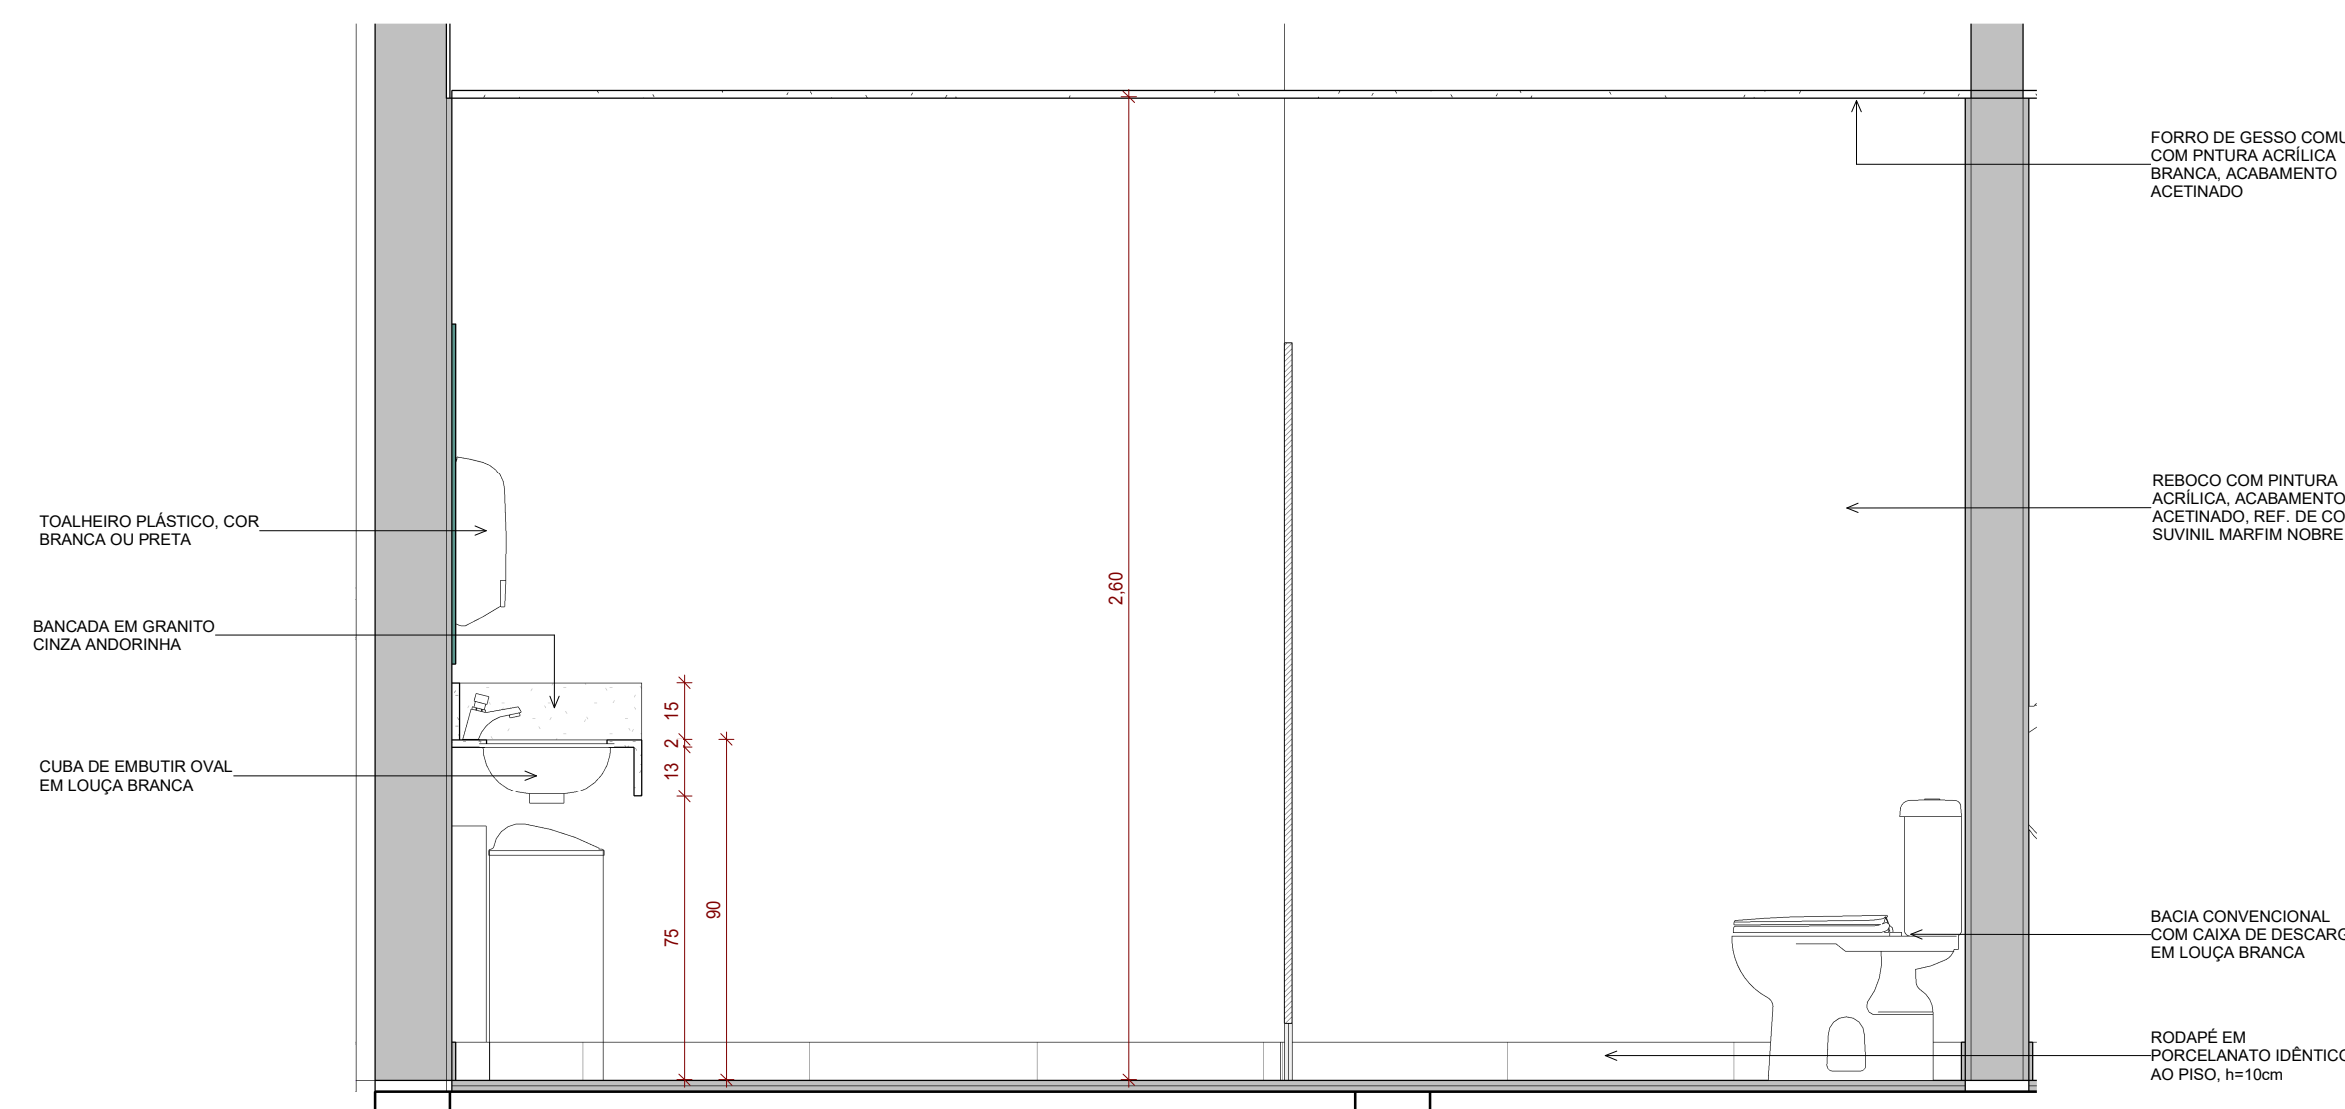 FORRO DE GESSO COMU
COM PNTURA ACRÍLICA
BRANCA, ACABAMENTO
ACETINADO
REBOCO COM PINTURA
ACRÍLICA, ACABAMENTO
ACETINADO, REF. DE CO
SUVINIL MARFIM NOBRE
TOALHEIRO PLÁSTICO, COR
BRANCA OU PRETA
2,60
BANCADA EM GRANITO
CINZA ANDORINHA
15
2
13
CUBA DE EMBUTIR OVAL
EM LOUÇA BRANCA
90
75
BACIA CONVENCIONAL
COM CAIXA DE DESCARG
EM LOUÇA BRANCA
RODAPÉ EM
PORCELANATO IDÊNTICO
AO PISO, h=10cm